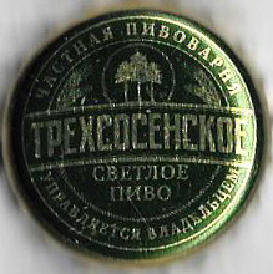 ЧАСТНАЯ ПИВОВАРНЯ
ТРЕХСОСЕНСКОЕ
СВЕТЛОЕ
ПИВО
УПРАВЛЯЕТСЯ ВЛАДЕЛЬЦЕМ